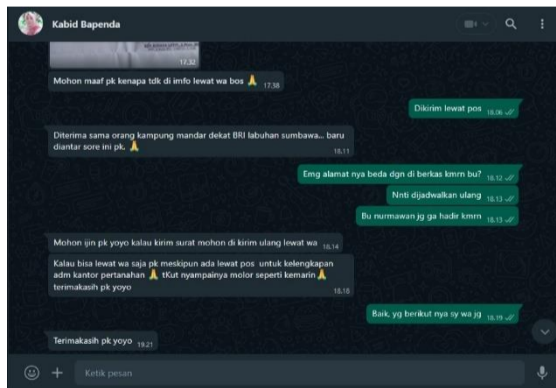 Kabid Bapenda
17.32
Mohon maaf pk kenapa tdk di imfo lewat wa bos 🙏 17.38
Dikirim lewat pos 18.06
Diterima sama orang kampung mandar dekat BRI labuhan sumbawa... baru
diantar sore ini pk. 🙏 18.11
Emg alamat nya beda dgn di berkas kmrn bu? 18.12
Nnti dijadwalkan ulang 18.13
Bu nurmawan jg ga hadir kmrn 18.13
Mohon ijin pk yoyo kalau kirim surat mohon di kirim ulang lewat wa 18.14
Kalau bisa lewat wa saja pk meskipun ada lewat pos untuk kelengkapan
adm kantor pertanahan 🙏 tKut nyampainya molor seperti kemarin 🙏
terimakasih pk yoyo 18.18
Baik, yg berikut nya sy wa jg 18.19
Terimakasih pk yoyo 19.21
Ketik pesan